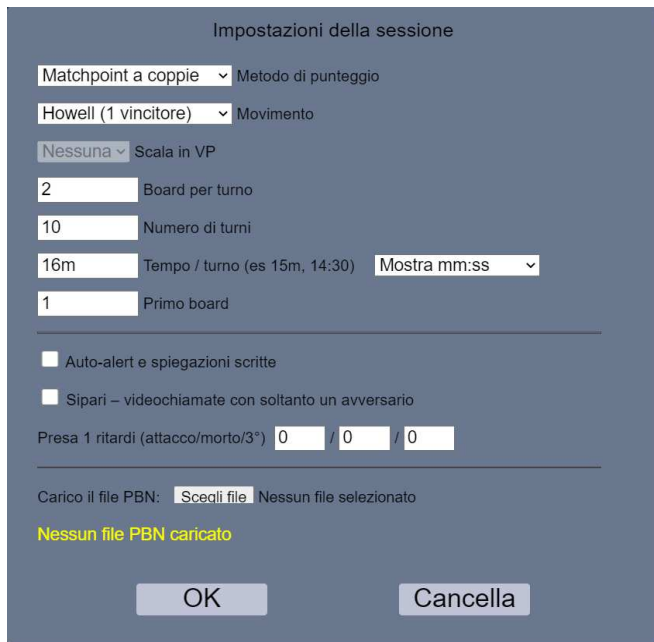 Impostazioni della sessione
Matchpoint a coppie Metodo di punteggio
Howell (1 vincitore) Movimento
Nessuna Scala in VP
2 Board per turno
10 Numero di turni
16m Tempo / turno (es 15m, 14:30) Mostra mm:ss
1 Primo board
Auto-alert e spiegazioni scritte
Sipari – videochiamate con soltanto un avversario
Presa 1 ritardi (attacco/morto/3°) 0 / 0 / 0
Carico il file PBN: Scegli file Nessun file selezionato
Nessun file PBN caricato
OK Cancella